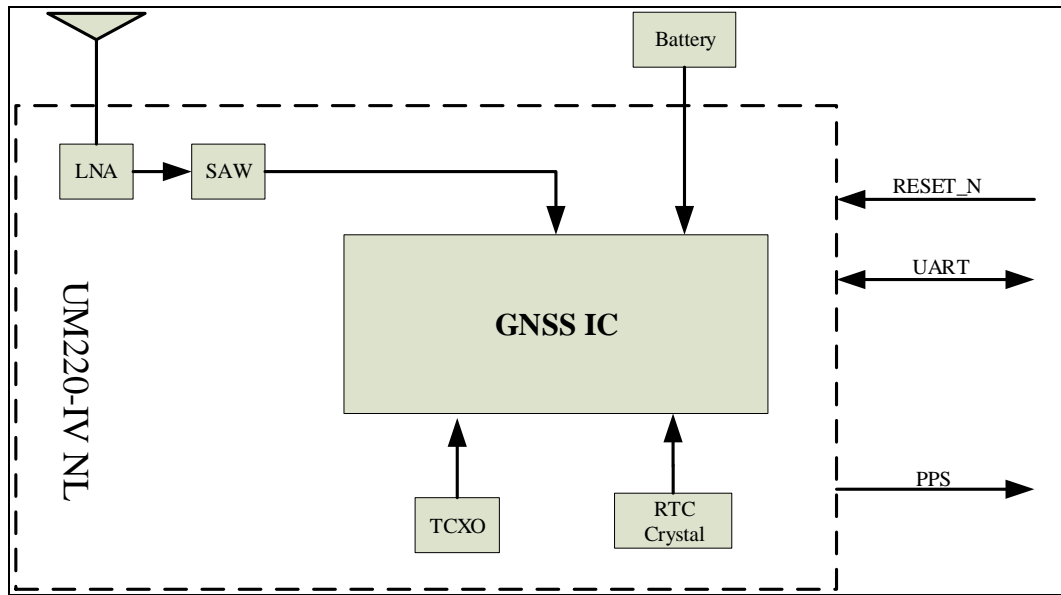 Battery
LNA
SAW
RESET_N
UART
GNSS IC
UM220-IV NL
PPS
TCXO
RTC
Crystal